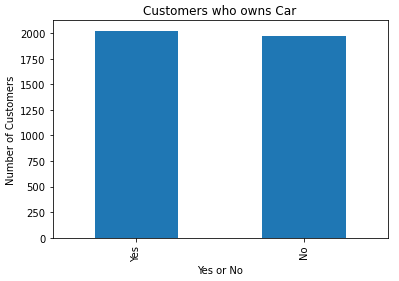 Customers who owns Car
Number of Customers
2000
1750
1500
1250
1000
750
500
250
0
Yes
No
Yes or No